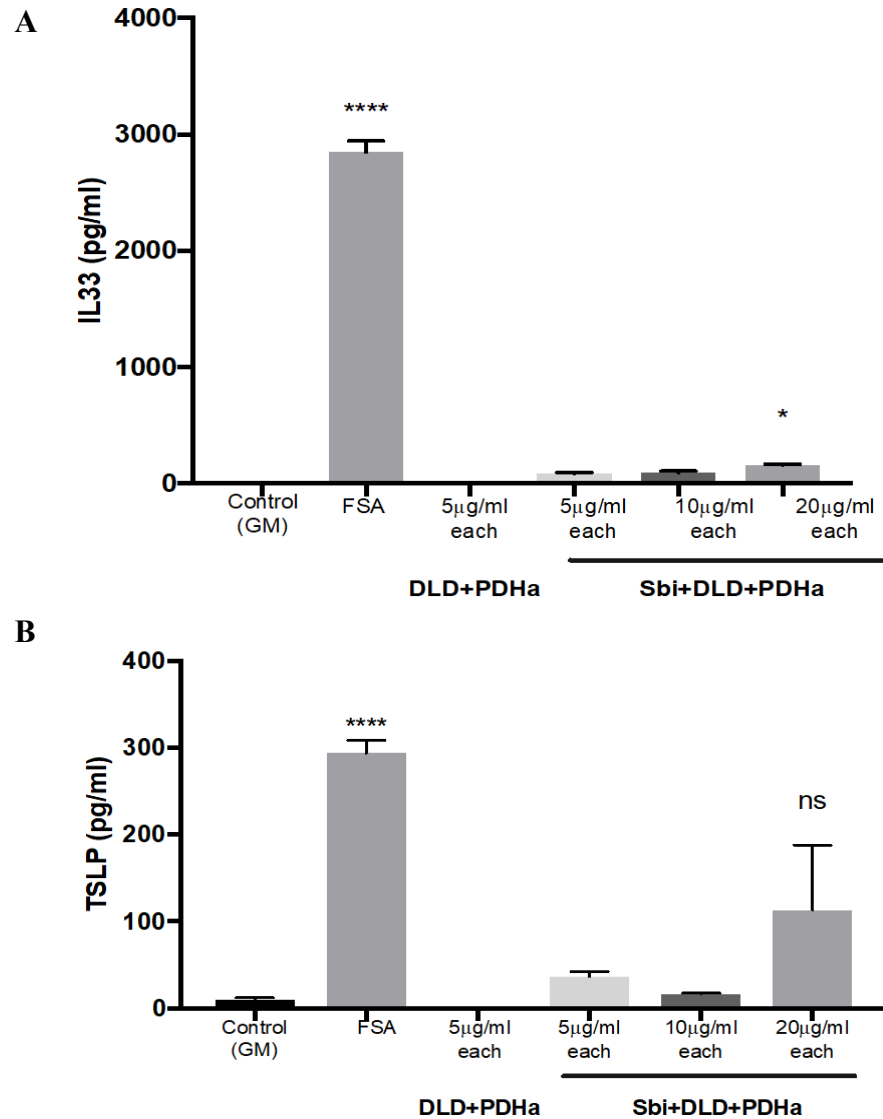 A
4000
3000
2000
1000
0
IL33 (pg/ml)
****
*
Control (GM)
FSA
5μg/ml each
5μg/ml each
10μg/ml each
20μg/ml each
DLD+PDHa
Sbi+DLD+PDHa
B
400
300
200
100
0
TSLP (pg/ml)
****
ns
Control (GM)
FSA
5μg/ml each
5μg/ml each
10μg/ml each
20μg/ml each
DLD+PDHa
Sbi+DLD+PDHa